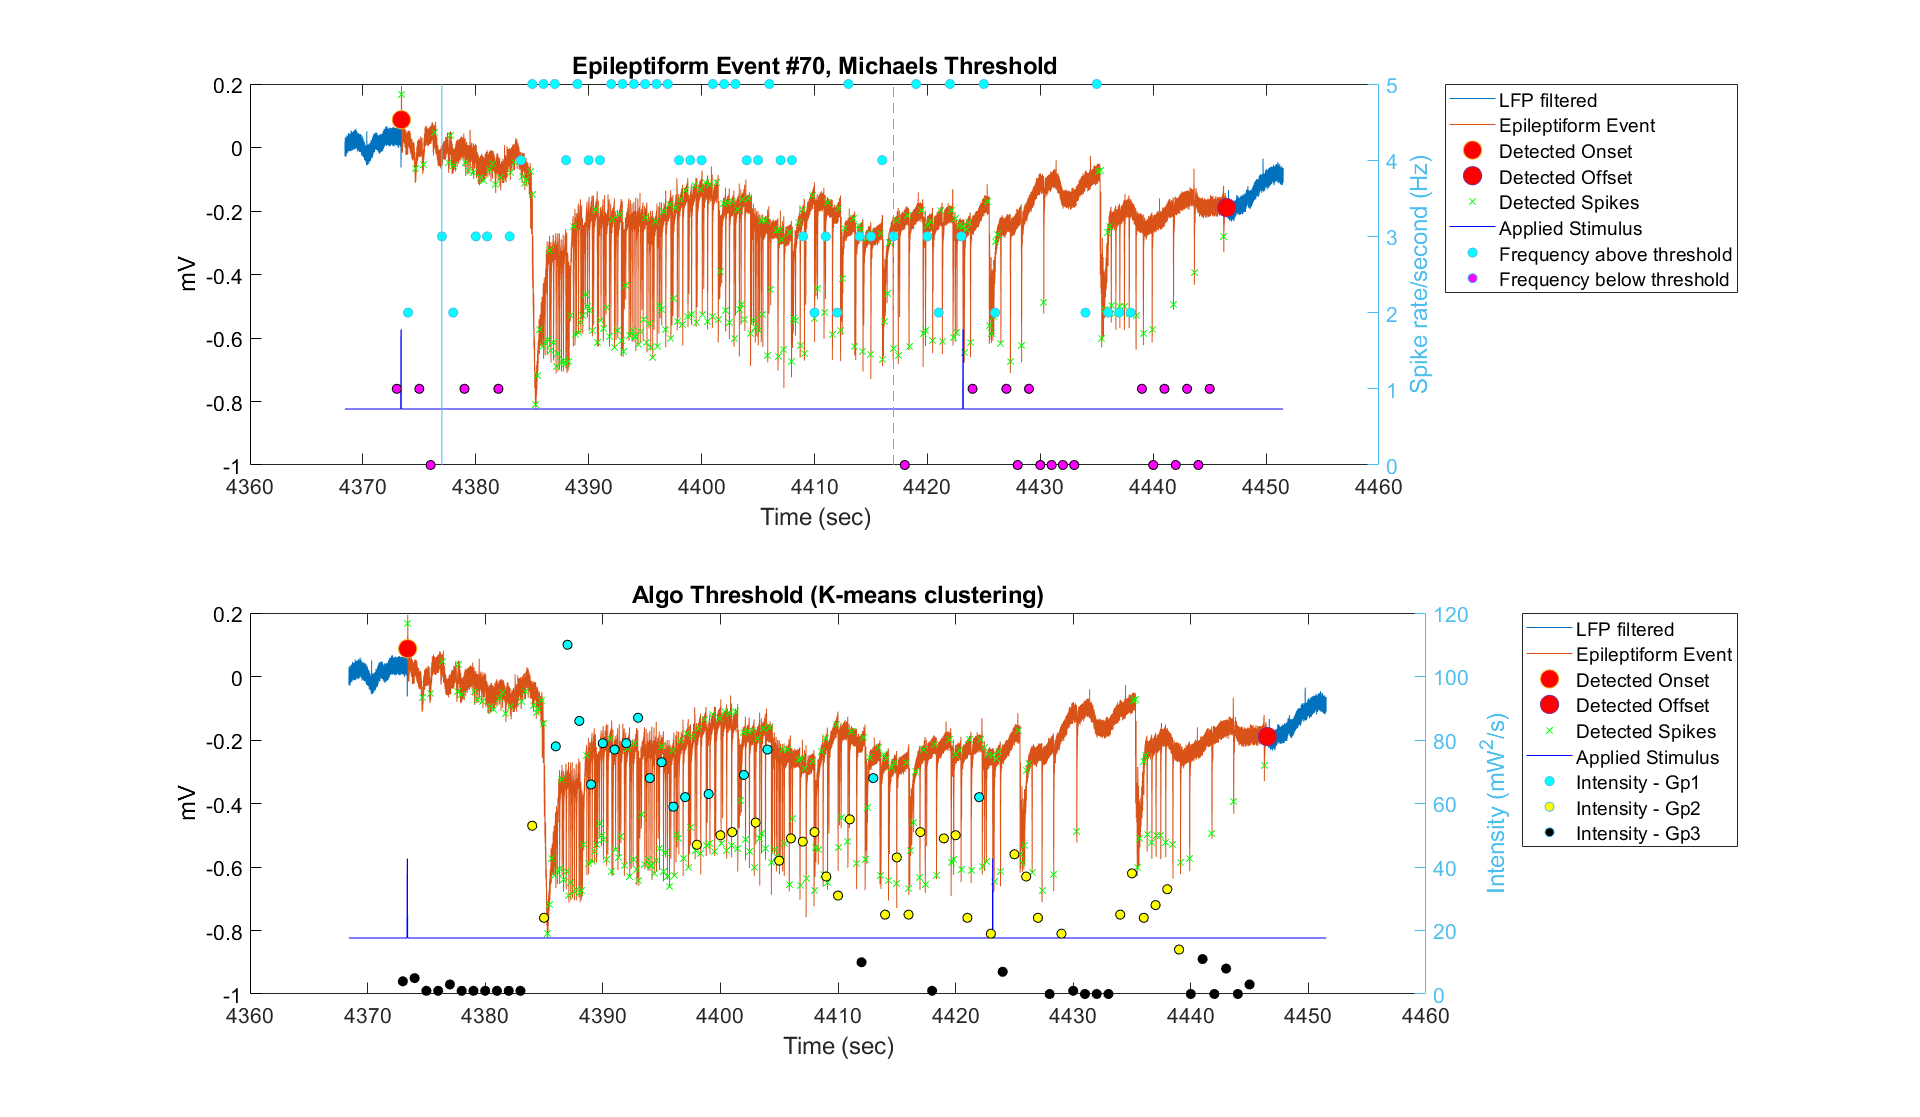 Epileptiform Event #70, Michaels Threshold
0.2
0
-0.2
-0.4
-0.6
-0.8
-1
mV
4360
4370
4380
4390
4400
4410
4420
4430
4440
4450
4460
Time (sec)
5
4
3
2
1
0
Spike rate/second (Hz)
LFP filtered
Epileptiform Event
Detected Onset
Detected Offset
Detected Spikes
Applied Stimulus
Frequency above threshold
Frequency below threshold
Algo Threshold (K-means clustering)
0.2
0
-0.2
-0.4
-0.6
-0.8
-1
mV
4360
4370
4380
4390
4400
4410
4420
4430
4440
4450
4460
Time (sec)
120
100
80
60
40
20
0
Intensity (mW²/s)
LFP filtered
Epileptiform Event
Detected Onset
Detected Offset
Detected Spikes
Applied Stimulus
Intensity - Gp1
Intensity - Gp2
Intensity - Gp3